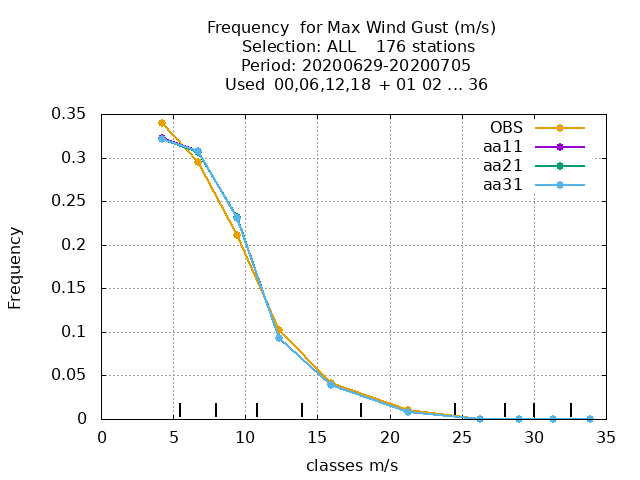 Frequency  for Max Wind Gust (m/s)
Selection: ALL    176 stations
Period: 20200629-20200705
Used  00,06,12,18  + 01 02 ... 36
OBS
aa11
aa21
aa31
0.35
0.3
0.25
0.2
0.15
0.1
0.05
0
Frequency
0 5 10 15 20 25 30 35
classes m/s